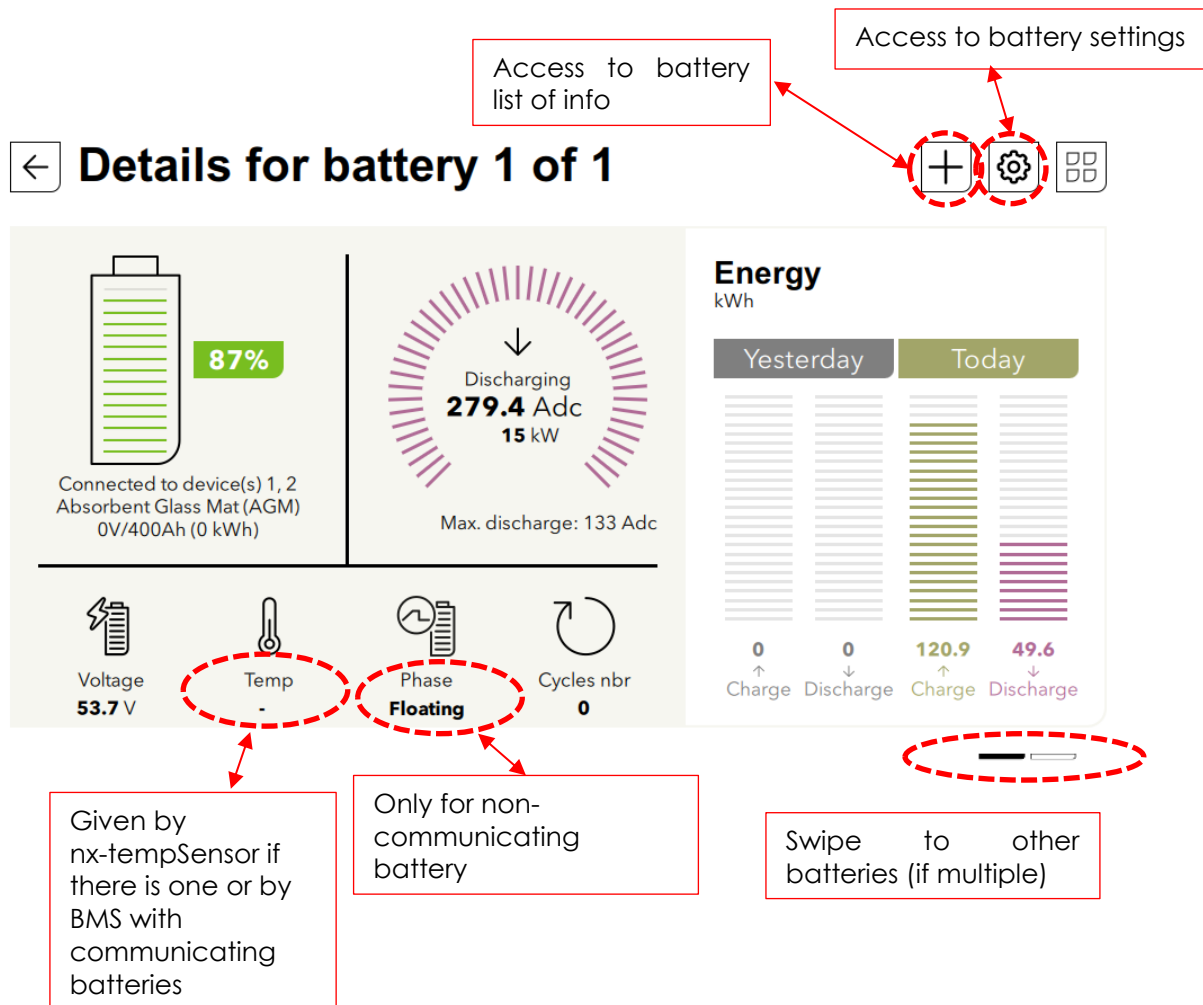 Access to battery settings
Access to battery
list of info
Details for battery 1 of 1
87%
Connected to device(s) 1, 2
Absorbent Glass Mat (AGM)
0V/400Ah (0 kWh)
Discharging
279.4 Adc
15 kW
Max. discharge: 133 Adc
Energy
kWh
Yesterday Today
0 0 120.9 49.6
Charge Discharge Charge Discharge
Voltage Temp Phase Cycles nbr
53.7 V - Floating 0
Given by
nx-tempSensor if
there is one or by
BMS with
communicating
batteries
Only for non-
communicating
battery
Swipe to other
batteries (if multiple)